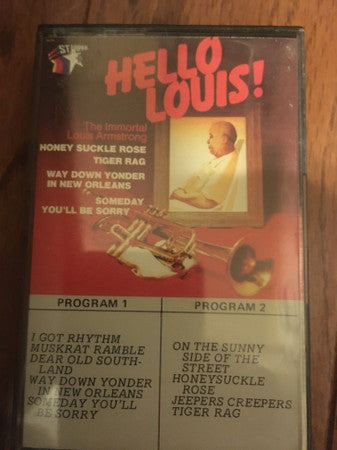 HELLO
LOUIS!
The Immortal
Louis Armstrong
HONEY SUCKLE ROSE
TIGER RAG
WAY DOWN YONDER
IN NEW ORLEANS
SOMEDAY
YOU'LL BE SORRY
PROGRAM 1
I GOT RHYTHM
MUSKRAT RAMBLE
DEAR OLD SOUTH-
LAND
WAY DOWN YONDER
IN NEW ORLEANS
SOMEDAY YOU'LL
BE SORRY
PROGRAM 2
ON THE SUNNY
SIDE OF THE
STREET
HONEYSUCKLE
ROSE
JEEPERS CREEPERS
TIGER RAG